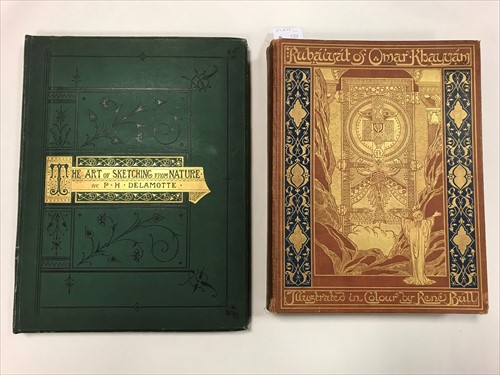 THE ART OF SKETCHING FROM NATURE
BY P·H·DELAMOTTE·
Rubáiyát of Omar Khayyám
Illustrated in Colour by René Bull